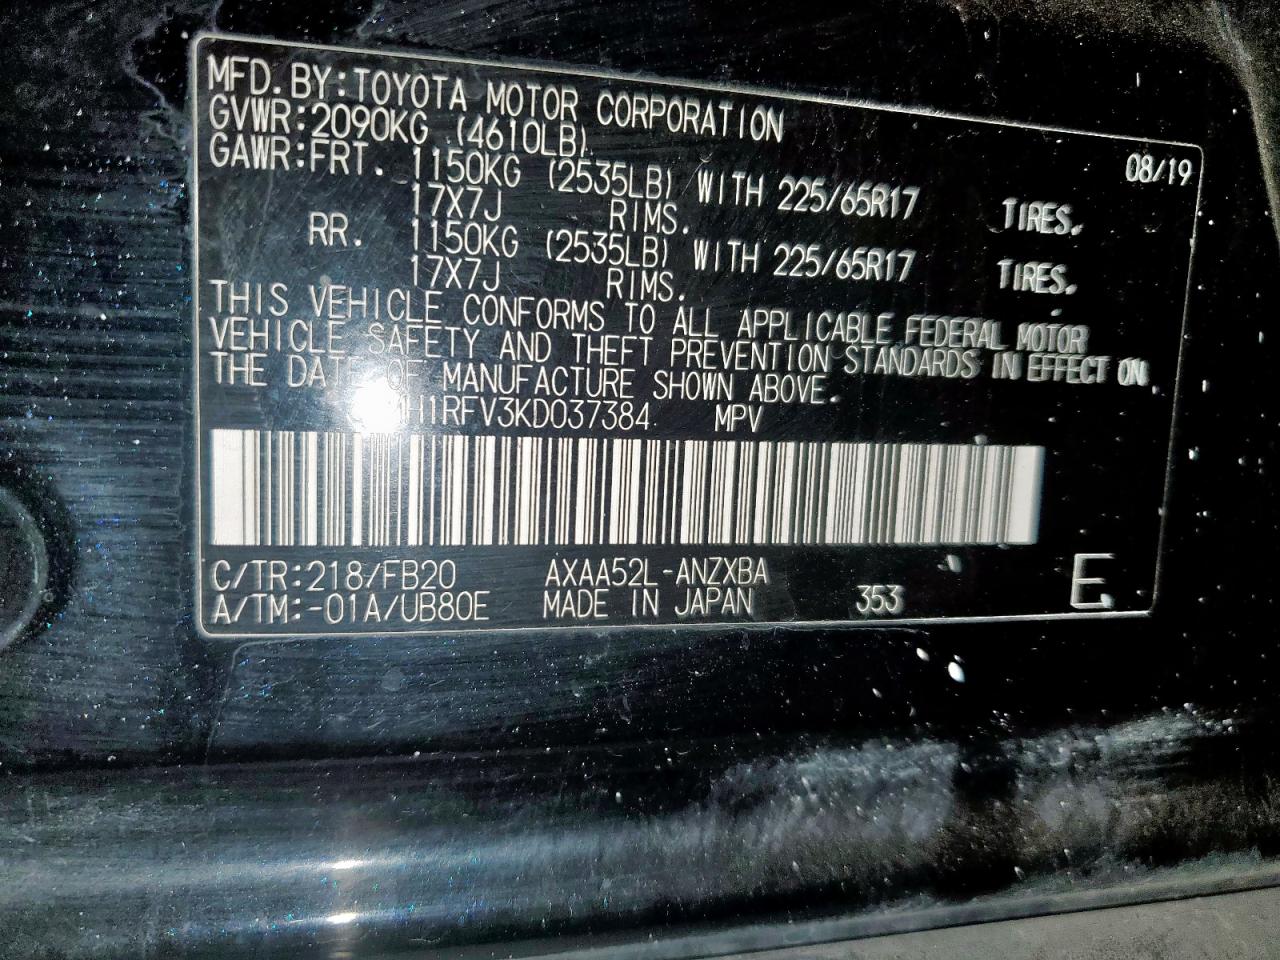 MFD. BY: TOYOTA MOTOR CORPORATION 08/19
GVWR: 2090KG (4610LB)
GAWR: FRT. 1150KG (2535LB) WITH 225/65R17 TIRES.
17X7J RIMS.
RR. 1150KG (2535LB) WITH 225/65R17 TIRES.
17X7J RIMS.
THIS VEHICLE CONFORMS TO ALL APPLICABLE FEDERAL MOTOR
VEHICLE SAFETY AND THEFT PREVENTION STANDARDS IN EFFECT ON
THE DATE OF MANUFACTURE SHOWN ABOVE.
H1RFV3KD037384 MPV
C/TR: 218/FB20 AXAA52L-ANZXBA
A/TM: -01A/UB80E MADE IN JAPAN 353 E